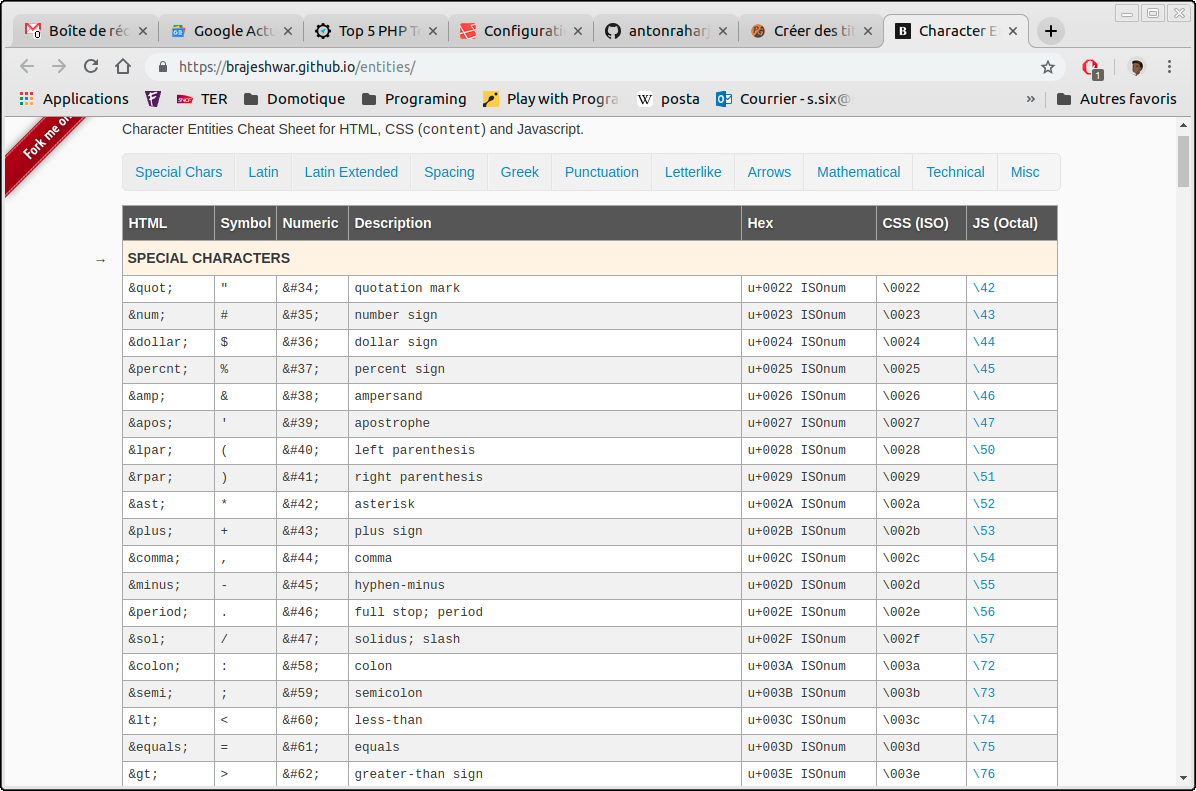 Boîte de réc Google Actu Top 5 PHP T Configurati antonraharj Créer des til Character E
https://brajeshwar.github.io/entities/ 1
Applications TER Domotique Programing Play with Progra W posta Courrier - s.six@ » Autres favoris
Fork me on
Character Entities Cheat Sheet for HTML, CSS (content) and Javascript.
Special Chars Latin Latin Extended Spacing Greek Punctuation Letterlike Arrows Mathematical Technical Misc
HTML Symbol Numeric Description Hex CSS (ISO) JS (Octal)
→ SPECIAL CHARACTERS
&quot; " &#34; quotation mark u+0022 ISOnum \0022 \42
&num; # &#35; number sign u+0023 ISOnum \0023 \43
&dollar; $ &#36; dollar sign u+0024 ISOnum \0024 \44
&percnt; % &#37; percent sign u+0025 ISOnum \0025 \45
&amp; & &#38; ampersand u+0026 ISOnum \0026 \46
&apos; ' &#39; apostrophe u+0027 ISOnum \0027 \47
&lpar; ( &#40; left parenthesis u+0028 ISOnum \0028 \50
&rpar; ) &#41; right parenthesis u+0029 ISOnum \0029 \51
&ast; * &#42; asterisk u+002A ISOnum \002a \52
&plus; + &#43; plus sign u+002B ISOnum \002b \53
&comma; , &#44; comma u+002C ISOnum \002c \54
&minus; - &#45; hyphen-minus u+002D ISOnum \002d \55
&period; . &#46; full stop; period u+002E ISOnum \002e \56
&sol; / &#47; solidus; slash u+002F ISOnum \002f \57
&colon; : &#58; colon u+003A ISOnum \003a \72
&semi; ; &#59; semicolon u+003B ISOnum \003b \73
&lt; < &#60; less-than u+003C ISOnum \003c \74
&equals; = &#61; equals u+003D ISOnum \003d \75
&gt; > &#62; greater-than sign u+003E ISOnum \003e \76